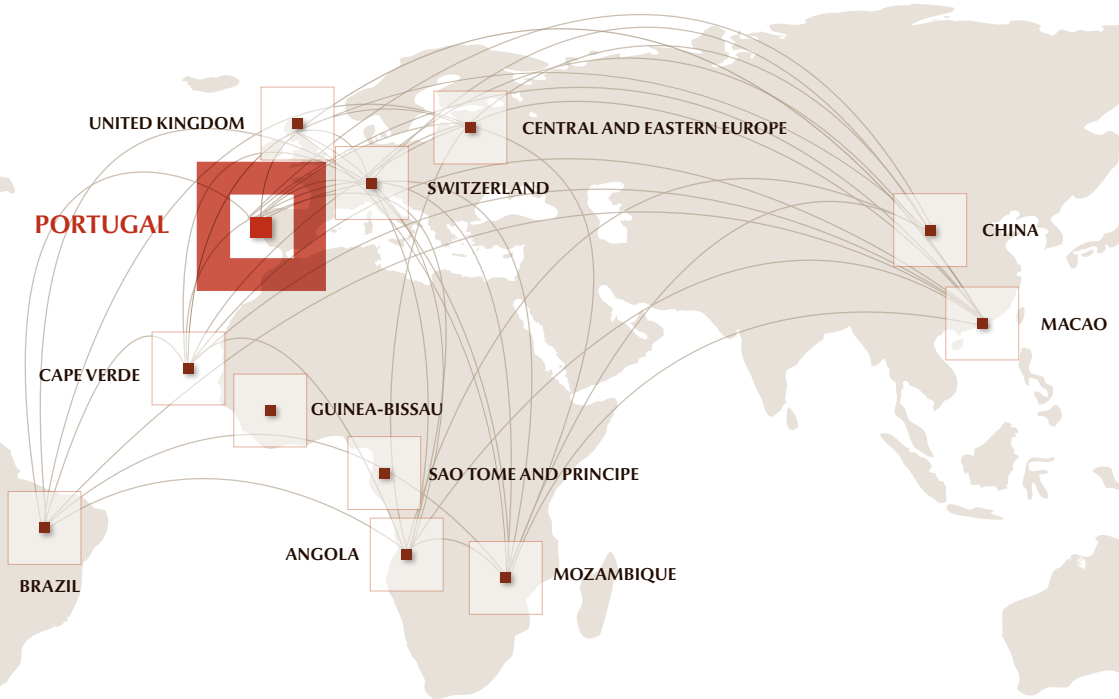 UNITED KINGDOM
CENTRAL AND EASTERN EUROPE
SWITZERLAND
PORTUGAL
CHINA
MACAO
CAPE VERDE
GUINEA-BISSAU
SAO TOME AND PRINCIPE
ANGOLA
MOZAMBIQUE
BRAZIL